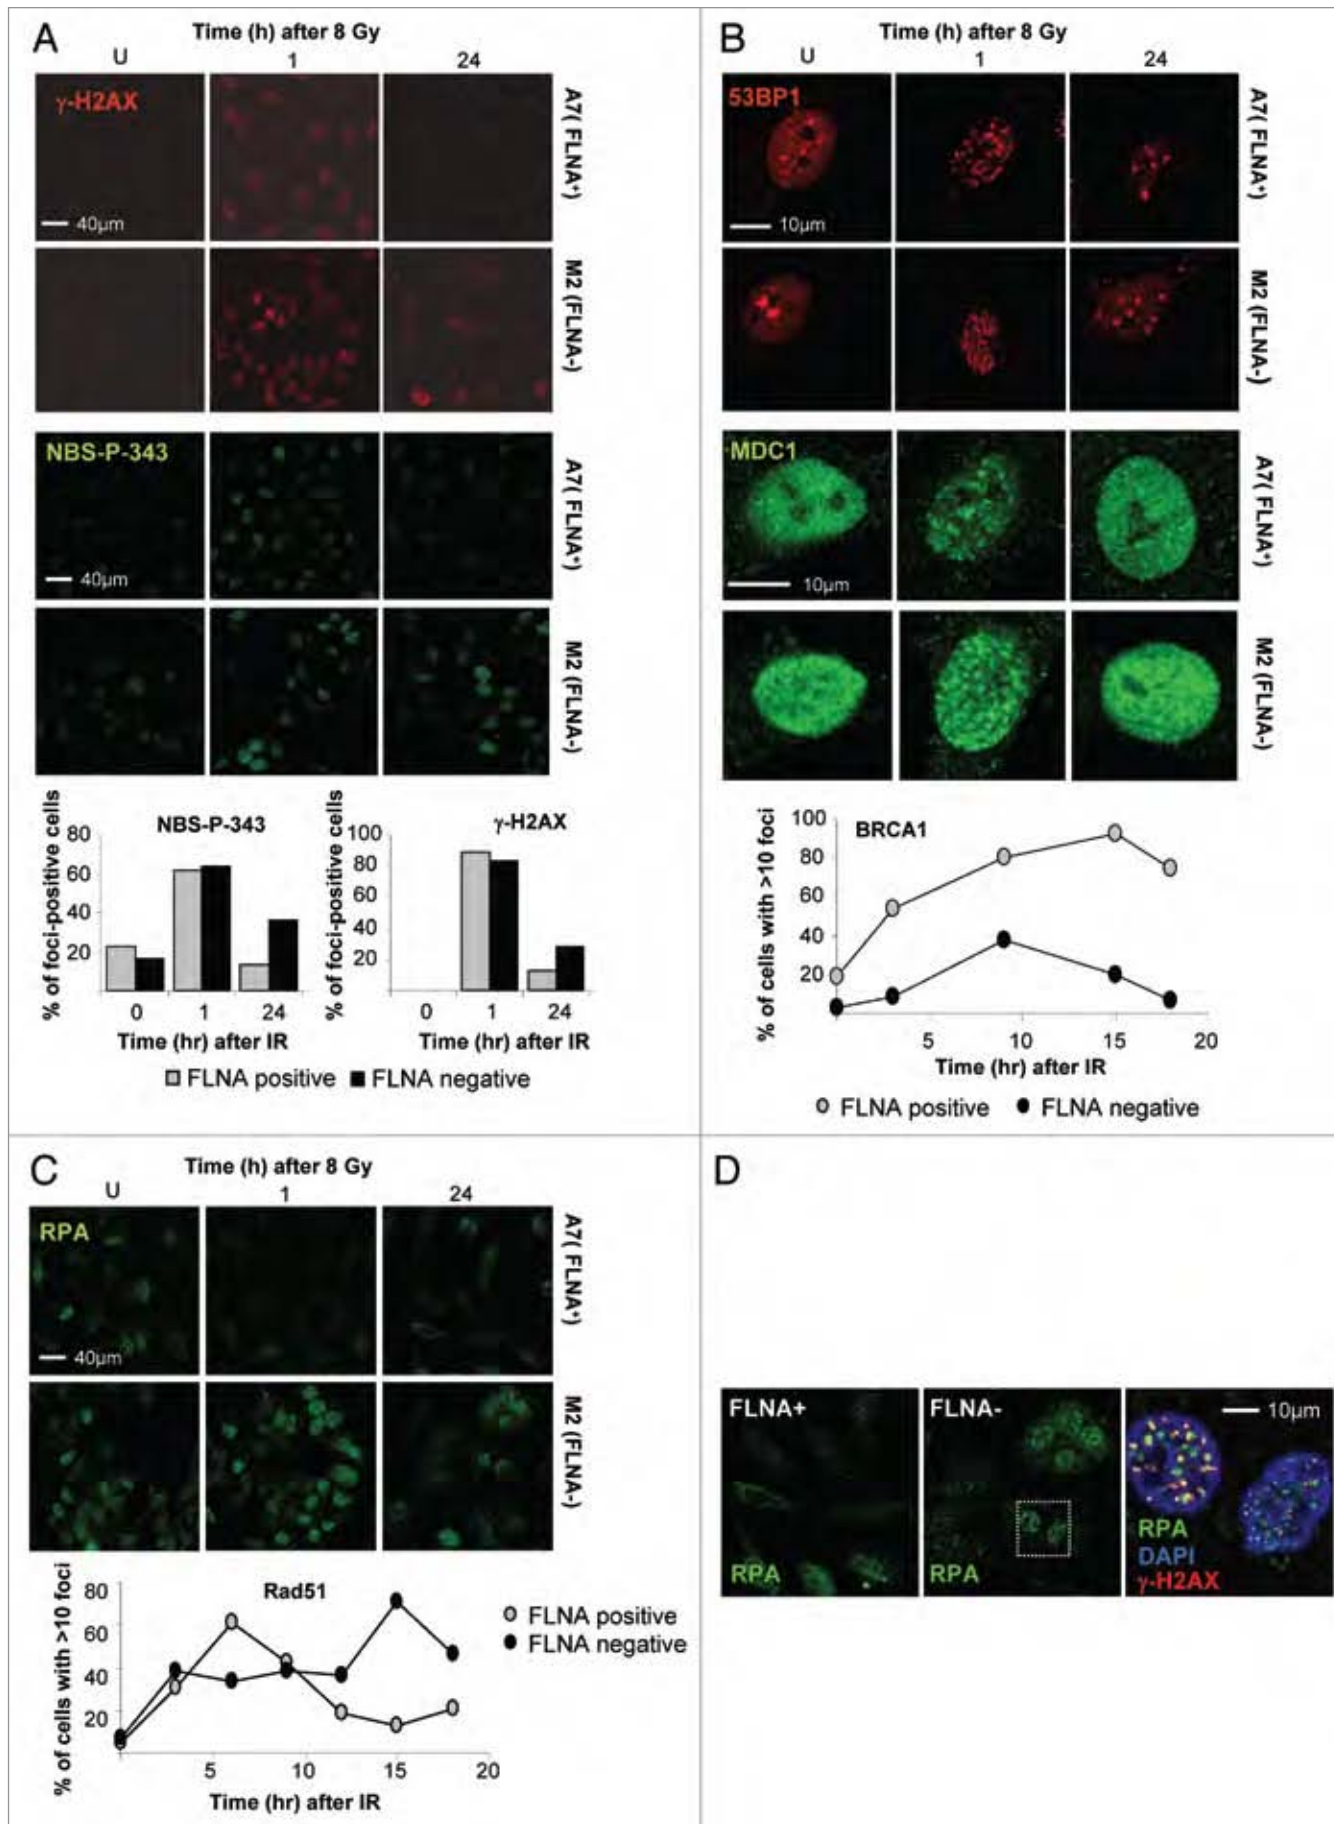 A
Time (h) after 8 Gy
U 1 24
γ-H2AX
40µm
A7( FLNA⁺)
M2 (FLNA-)
NBS-P-343
40µm
A7( FLNA⁺)
M2 (FLNA-)
% of foci-positive cells
80
60
40
20
NBS-P-343
0 1 24
Time (hr) after IR
% of foci-positive cells
100
80
60
40
20
γ-H2AX
0 1 24
Time (hr) after IR
FLNA positive FLNA negative
B
Time (h) after 8 Gy
U 1 24
53BP1
10µm
A7( FLNA⁺)
M2 (FLNA-)
MDC1
10µm
A7( FLNA⁺)
M2 (FLNA-)
% of cells with >10 foci
100
80
60
40
20
BRCA1
5 10 15 20
Time (hr) after IR
FLNA positive FLNA negative
C
Time (h) after 8 Gy
U 1 24
RPA
40µm
A7( FLNA⁺)
M2 (FLNA-)
% of cells with >10 foci
80
60
40
20
Rad51
FLNA positive
FLNA negative
5 10 15 20
Time (hr) after IR
D
FLNA+
RPA
FLNA-
RPA
10µm
RPA
DAPI
γ-H2AX